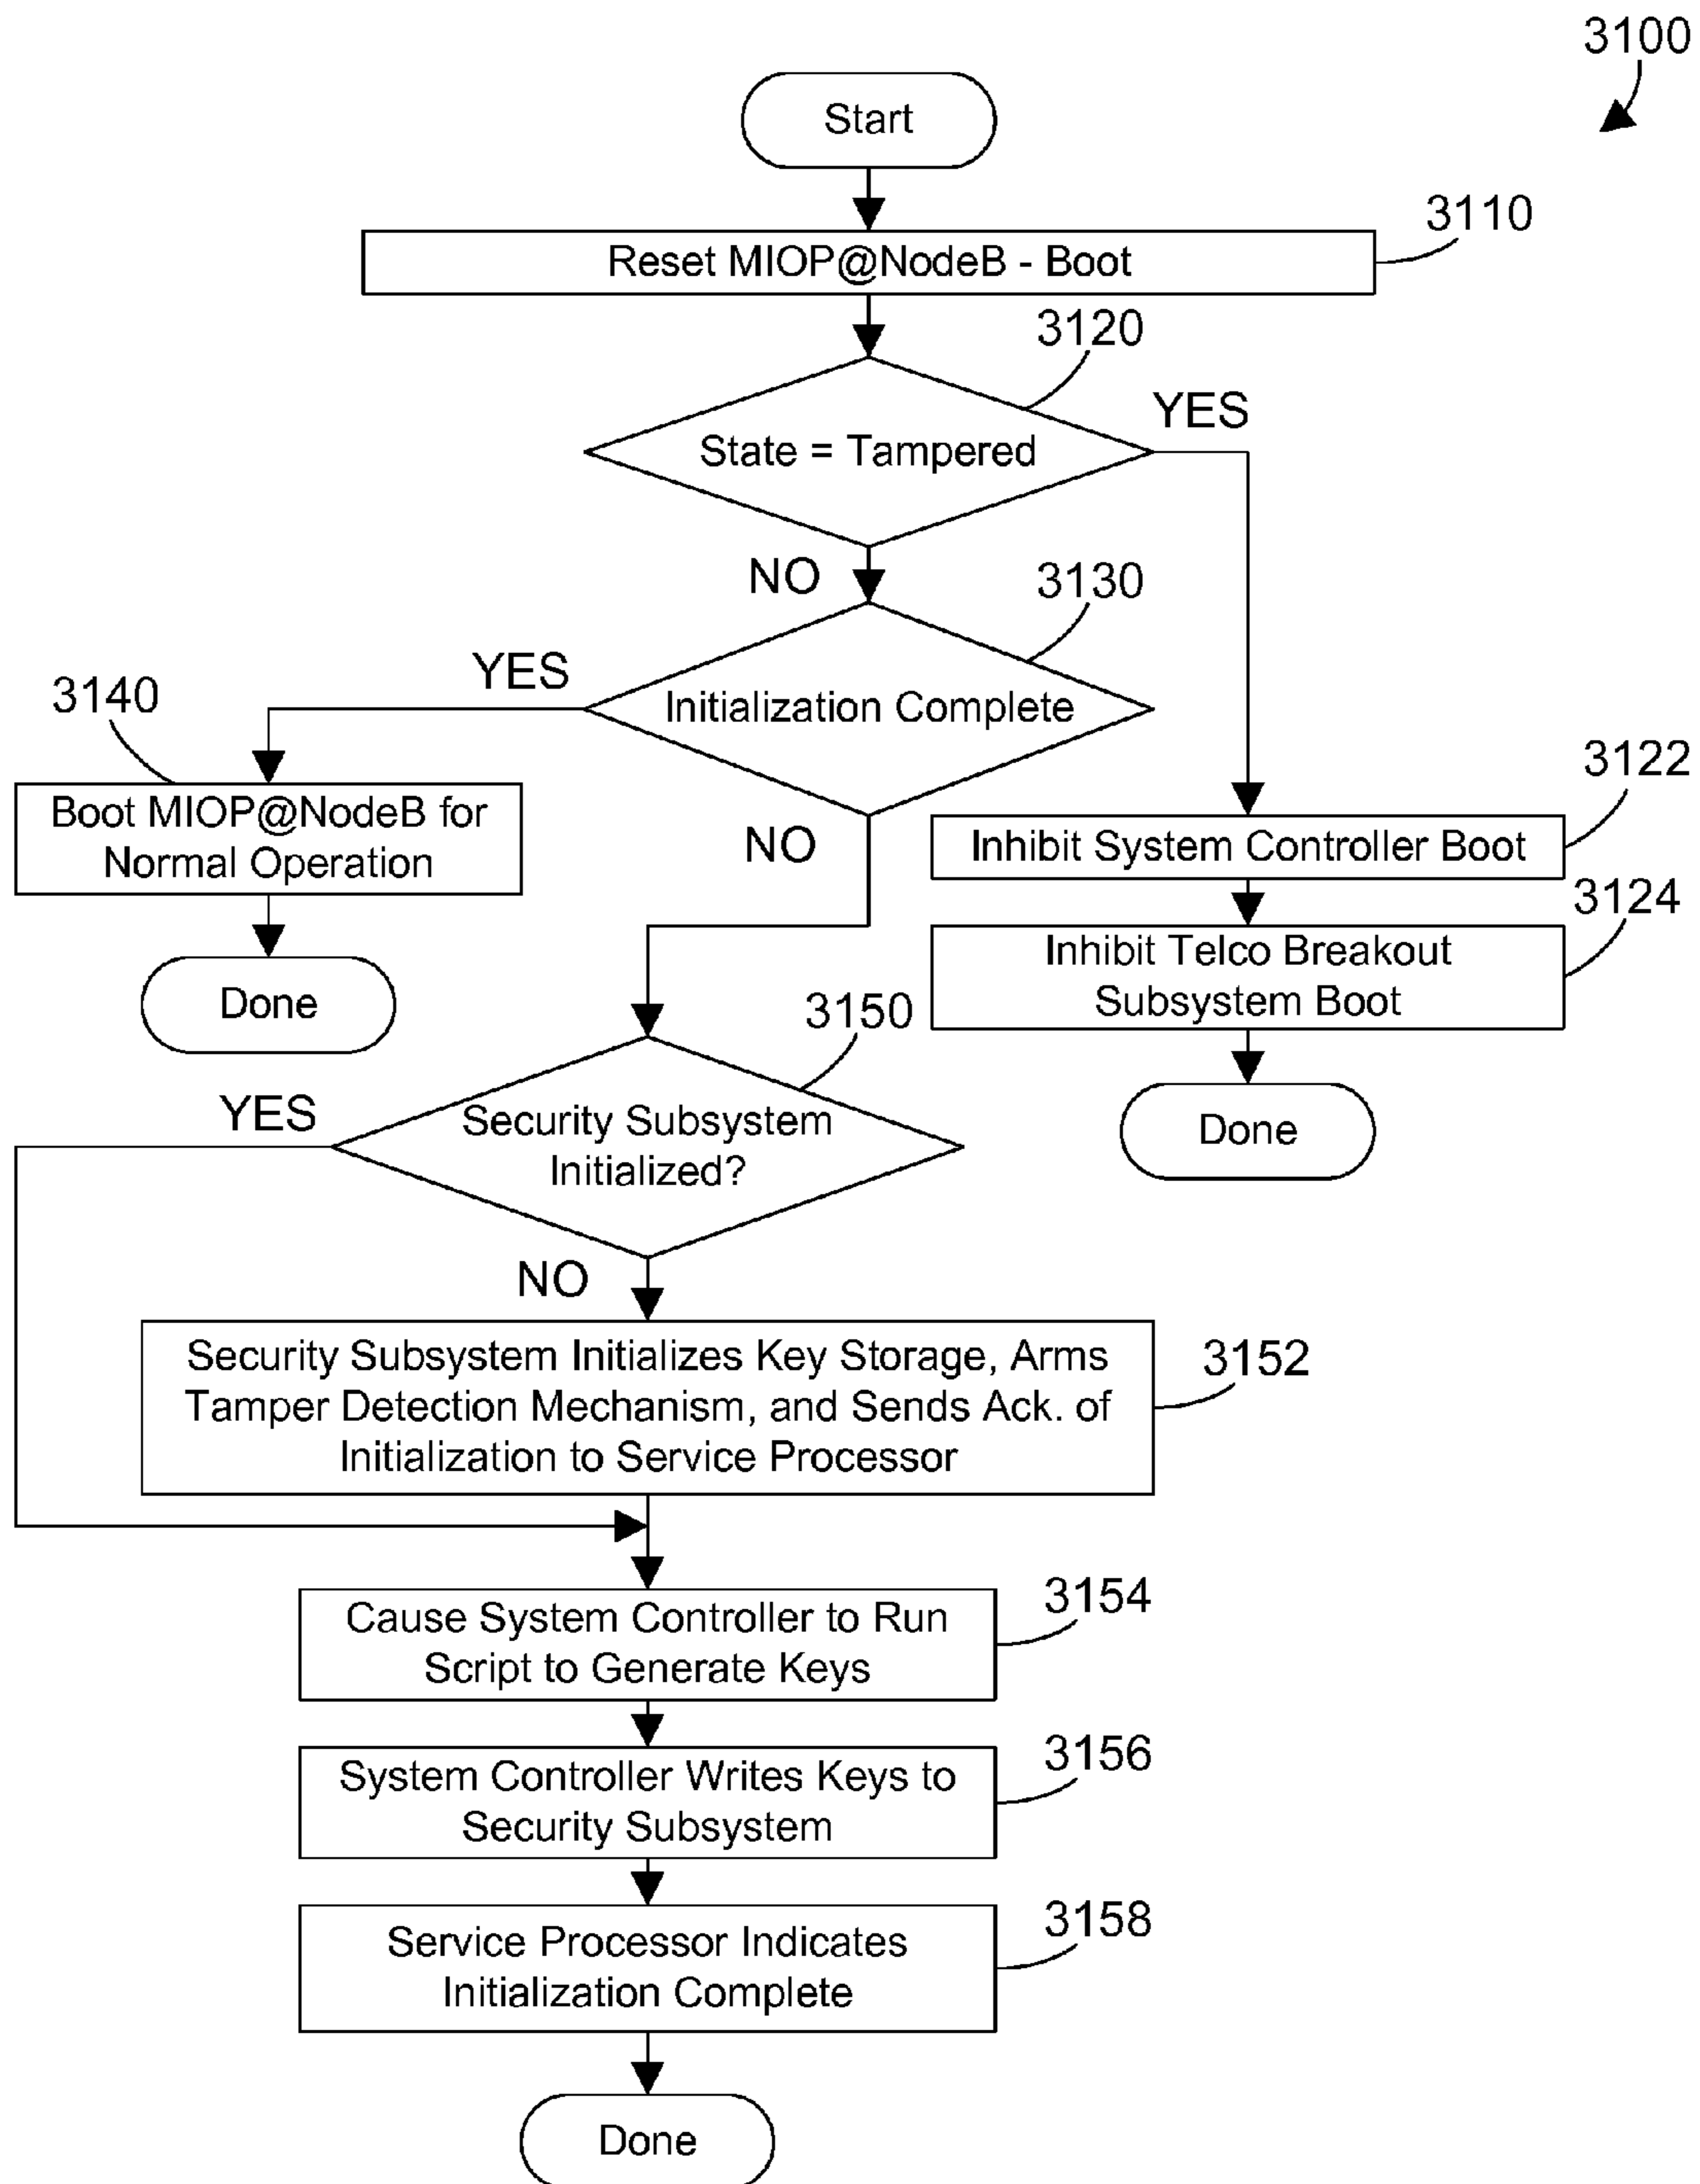 3100
Start
3110
Reset MIOP@NodeB - Boot
3120
State = Tampered
YES
NO
3130
Initialization Complete
YES
3140
Boot MIOP@NodeB for
Normal Operation
Done
NO
3122
Inhibit System Controller Boot
3124
Inhibit Telco Breakout
Subsystem Boot
Done
3150
Security Subsystem
Initialized?
YES
NO
3152
Security Subsystem Initializes Key Storage, Arms
Tamper Detection Mechanism, and Sends Ack. of
Initialization to Service Processor
3154
Cause System Controller to Run
Script to Generate Keys
3156
System Controller Writes Keys to
Security Subsystem
3158
Service Processor Indicates
Initialization Complete
Done